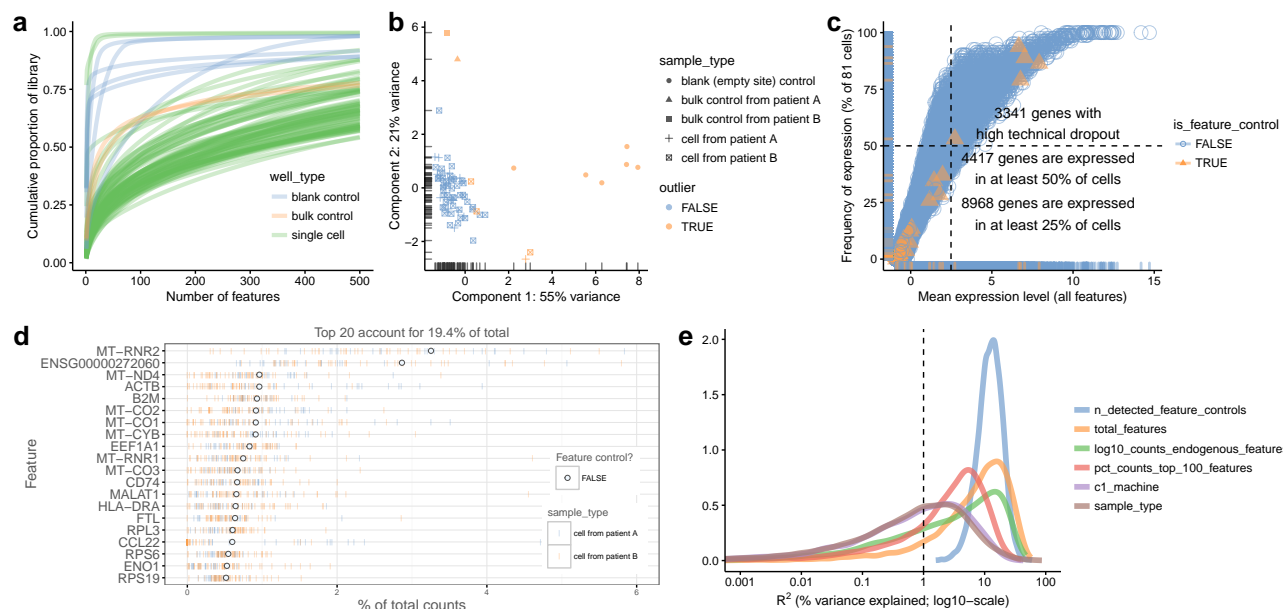 a
Cumulative proportion of library
1.00
0.75
0.50
0.25
0.00
0
100
200
300
400
500
Number of features
well_type
blank control
bulk control
single cell
b
Component 2: 21% variance
6
4
2
0
−2
0
2
4
6
8
Component 1: 55% variance
sample_type
blank (empty site) control
bulk control from patient A
bulk control from patient B
cell from patient A
cell from patient B
outlier
FALSE
TRUE
c
Frequency of expression (% of 81 cells)
100
75
50
25
0
0
5
10
15
Mean expression level (all features)
3341 genes with
high technical dropout
4417 genes are expressed
in at least 50% of cells
8968 genes are expressed
in at least 25% of cells
is_feature_control
FALSE
TRUE
d
Top 20 account for 19.4% of total
Feature
MT−RNR2
ENSG00000272060
MT−ND4
ACTB
B2M
MT−CO2
MT−CO1
MT−CYB
EEF1A1
MT−RNR1
MT−CO3
CD74
MALAT1
HLA−DRA
FTL
RPL3
CCL22
RPS6
ENO1
RPS19
0
2
4
6
% of total counts
Feature control?
FALSE
sample_type
cell from patient A
cell from patient B
e
2.0
1.5
1.0
0.5
0.0
0.001
0.01
0.1
1
10
100
R² (% variance explained; log10−scale)
n_detected_feature_controls
total_features
log10_counts_endogenous_feature
pct_counts_top_100_features
c1_machine
sample_type